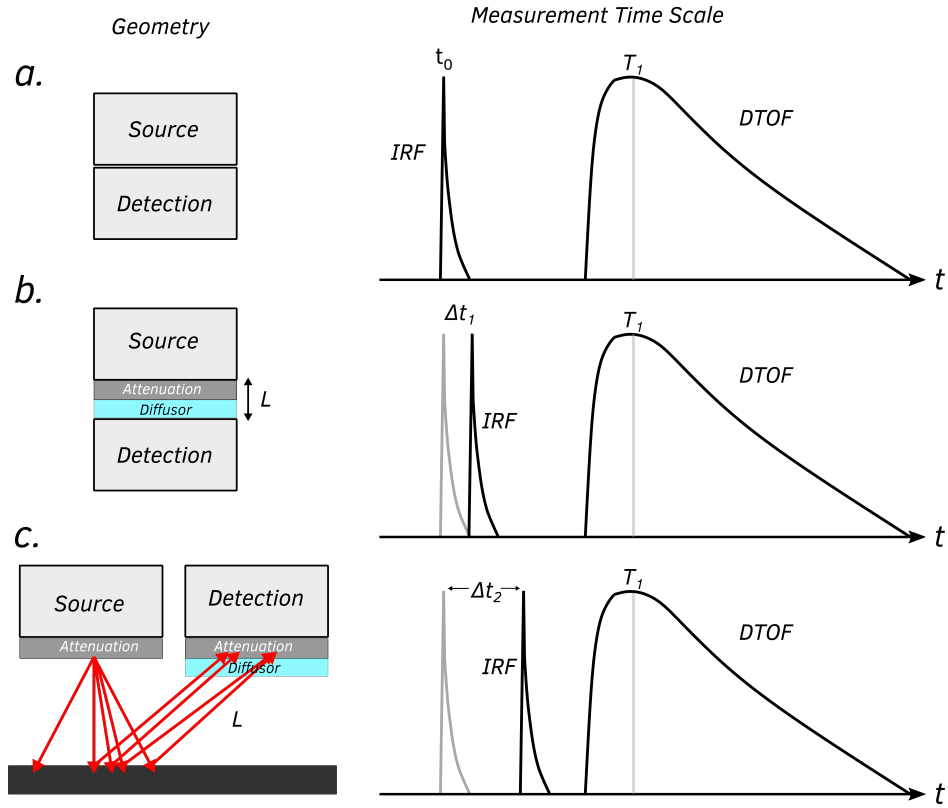 Geometry
Measurement Time Scale
a.
Source
Detection
t0
IRF
T1
DTOF
t
b.
Source
Attenuation
Diffusor
Detection
L
Δt1
IRF
T1
DTOF
t
c.
Source
Attenuation
Detection
Attenuation
Diffusor
L
Δt2
IRF
T1
DTOF
t